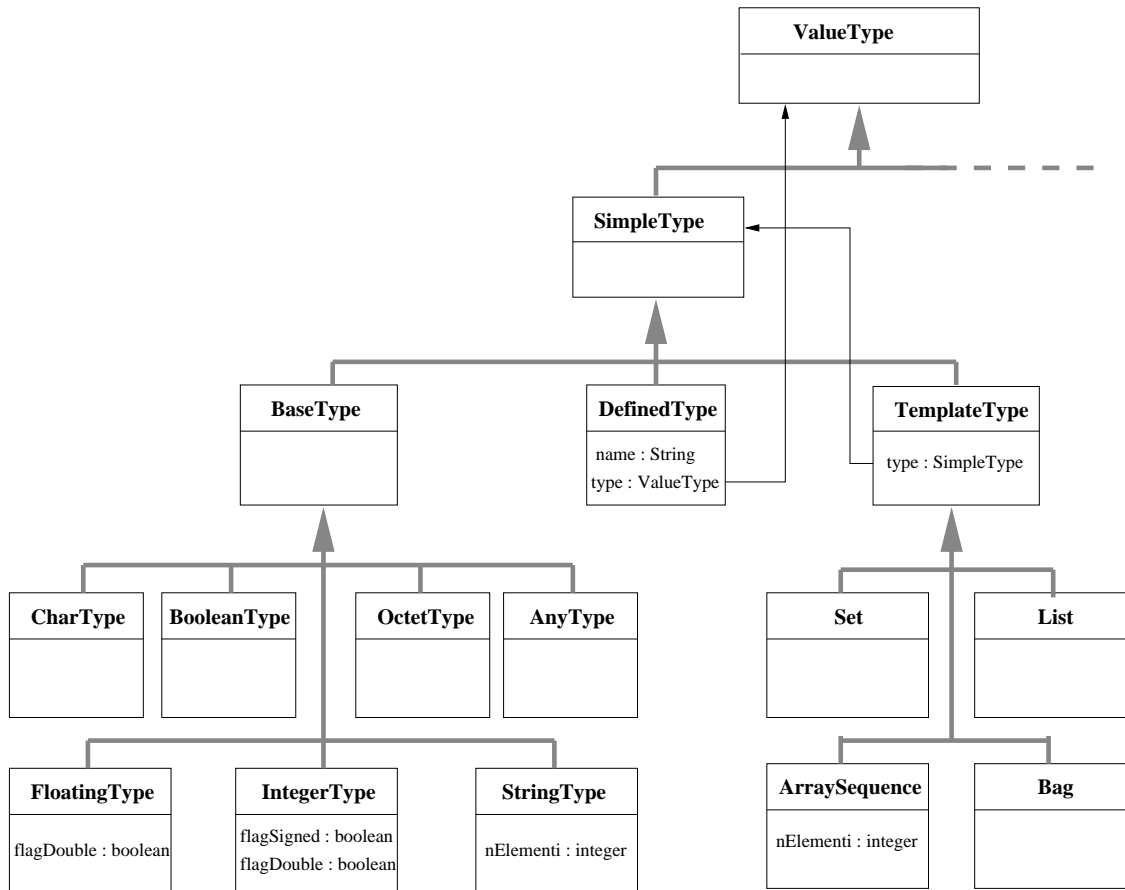 ValueType
SimpleType
BaseType
DefinedType
name : String
type : ValueType
TemplateType
type : SimpleType
CharType
BooleanType
OctetType
AnyType
Set
List
FloatingType
flagDouble : boolean
IntegerType
flagSigned : boolean
flagDouble : boolean
StringType
nElementi : integer
ArraySequence
nElementi : integer
Bag